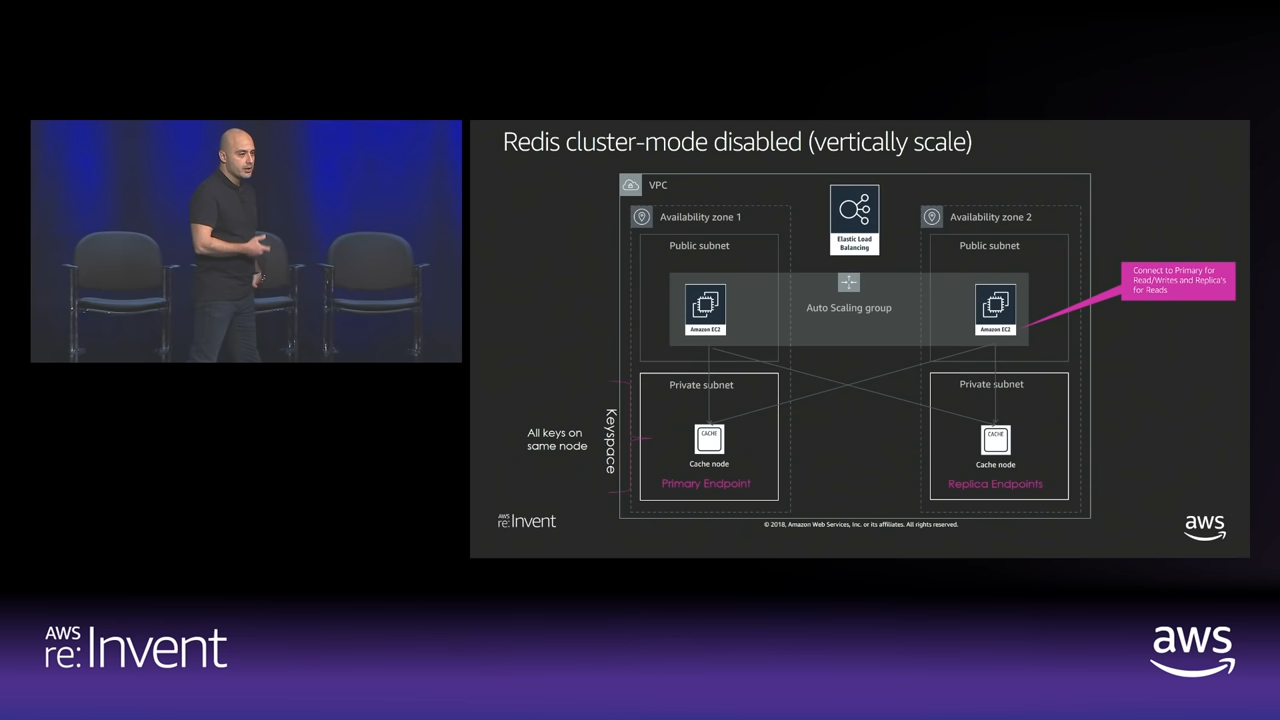 Redis cluster-mode disabled (vertically scale)
VPC
Elastic Load
Balancing
Availability zone 1
Availability zone 2
Public subnet
Public subnet
Connect to Primary for
Read/Writes and Replica's
for Reads
Auto Scaling group
Amazon EC2
Amazon EC2
Private subnet
Private subnet
All keys on
same node
Keyspace
CACHE
CACHE
Cache node
Cache node
Primary Endpoint
Replica Endpoints
AWS
re:Invent
© 2018, Amazon Web Services, Inc. or its affiliates. All rights reserved.
aws
AWS
re:Invent
aws